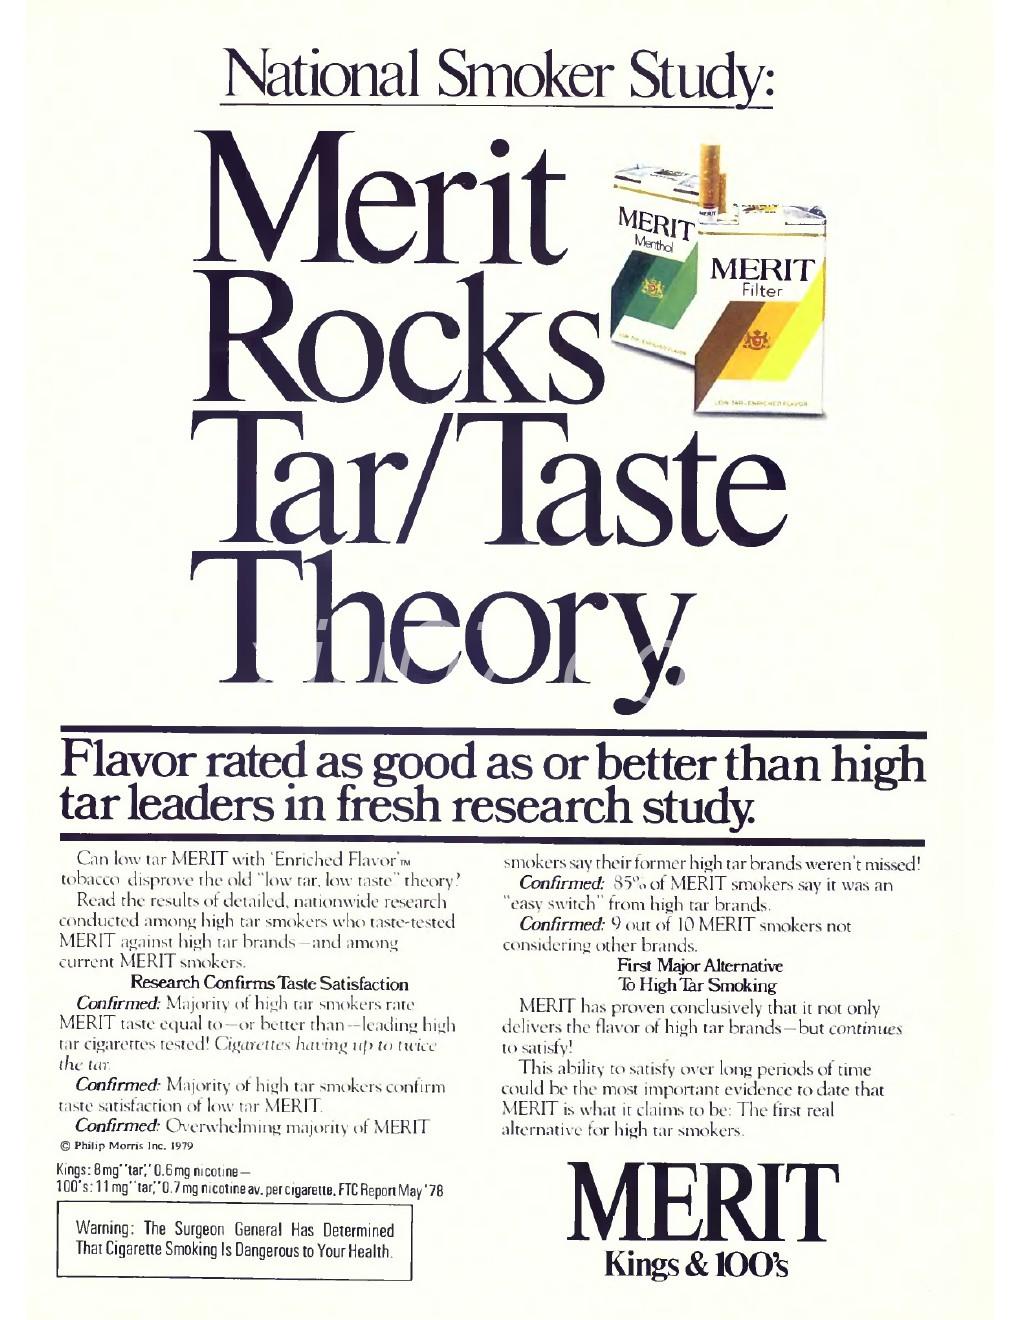 National Smoker Study:
Merit
Rocks
Tar/Taste
Theory.
MERIT
Menthol
MERIT
Filter
LOW TAR-ENRICHED FLAVOR
LOW TAR-ENRICHED FLAVOR
Flavor rated as good as or better than high
tar leaders in fresh research study.
Can low tar MERIT with 'Enriched Flavor'™
tobacco disprove the old "low tar, low taste" theory?
Read the results of detailed, nationwide research
conducted among high tar smokers who taste-tested
MERIT against high tar brands—and among
current MERIT smokers.
Research Confirms Taste Satisfaction
Confirmed: Majority of high tar smokers rate
MERIT taste equal to—or better than—leading high
tar cigarettes tested! Cigarettes having up to twice
the tar.
Confirmed: Majority of high tar smokers confirm
taste satisfaction of low tar MERIT.
Confirmed: Overwhelming majority of MERIT
smokers say their former high tar brands weren't missed!
Confirmed: 85% of MERIT smokers say it was an
"easy switch" from high tar brands.
Confirmed: 9 out of 10 MERIT smokers not
considering other brands.
First Major Alternative
To High Tar Smoking
MERIT has proven conclusively that it not only
delivers the flavor of high tar brands—but continues
to satisfy!
This ability to satisfy over long periods of time
could be the most important evidence to date that
MERIT is what it claims to be: The first real
alternative for high tar smokers.
© Philip Morris Inc. 1979
Kings: 8 mg "tar," 0.6 mg nicotine—
100's: 11 mg "tar," 0.7 mg nicotine av. per cigarette, FTC Report May '78
Warning: The Surgeon General Has Determined
That Cigarette Smoking Is Dangerous to Your Health.
MERIT
Kings & 100's